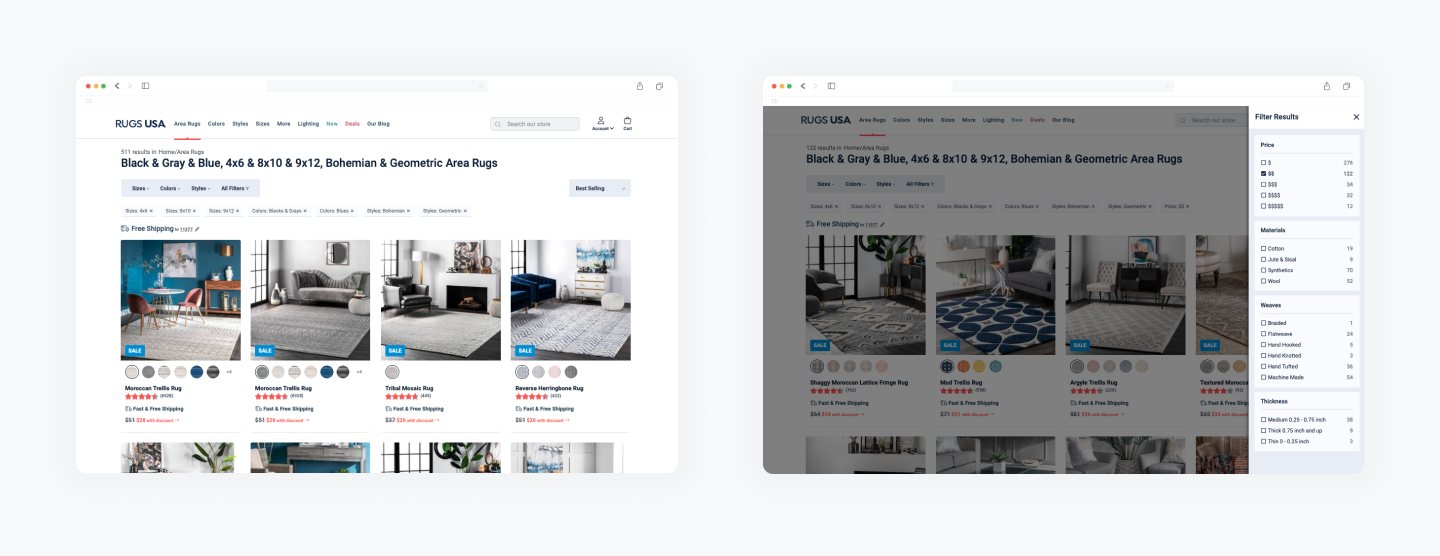 RUGS USA Area Rugs Colors Styles Sizes More Lighting New Deals Our Blog Search our store Account Cart
511 results in Home/Area Rugs
Black & Gray & Blue, 4x6 & 8x10 & 9x12, Bohemian & Geometric Area Rugs
Sizes Colors Styles All Filters Best Selling
Sizes: 4x6 × Sizes: 8x10 × Sizes: 9x12 × Colors: Blacks & Grays × Colors: Blues × Styles: Bohemian × Styles: Geometric ×
Free Shipping to 11377
SALE SALE SALE SALE
+4 +4
Moroccan Trellis Rug Moroccan Trellis Rug Tribal Mosaic Rug Reverse Herringbone Rug
(6928) (6928) (469) (423)
Fast & Free Shipping Fast & Free Shipping Fast & Free Shipping Fast & Free Shipping
$51 $28 with discount → $51 $28 with discount → $37 $26 with discount → $51 $26 with discount →
RUGS USA Area Rugs Colors Styles Sizes More Lighting New Deals Our Blog Search our store
122 results in Home/Area Rugs
Black & Gray & Blue, 4x6 & 8x10 & 9x12, Bohemian & Geometric Area Rugs
Sizes Colors Styles All Filters
Sizes: 4x6 × Sizes: 8x10 × Sizes: 9x12 × Colors: Blacks & Grays × Colors: Blues × Styles: Bohemian × Styles: Geometric × Price: $$ ×
Free Shipping to 11377
SALE SALE SALE SALE
Shaggy Moroccan Lattice Fringe Rug Mod Trellis Rug Argyle Trellis Rug Textured Morocca
(762) (558) (230)
Fast & Free Shipping Fast & Free Shipping Fast & Free Shipping Fast & Free
$64 $34 with discount → $71 $31 with discount → $61 $36 with discount → $65 $33 with discount
Filter Results ×
Price
$ 276
$$ 122
$$$ 34
$$$$ 32
$$$$$ 12
Materials
Cotton 19
Jute & Sisal 9
Synthetics 70
Wool 52
Weaves
Braided 1
Flatweave 24
Hand Hooked 5
Hand Knotted 3
Hand Tufted 36
Machine Made 54
Thickness
Medium 0.25 - 0.75 inch 38
Thick 0.75 inch and up 9
Thin 0 - 0.25 inch 3